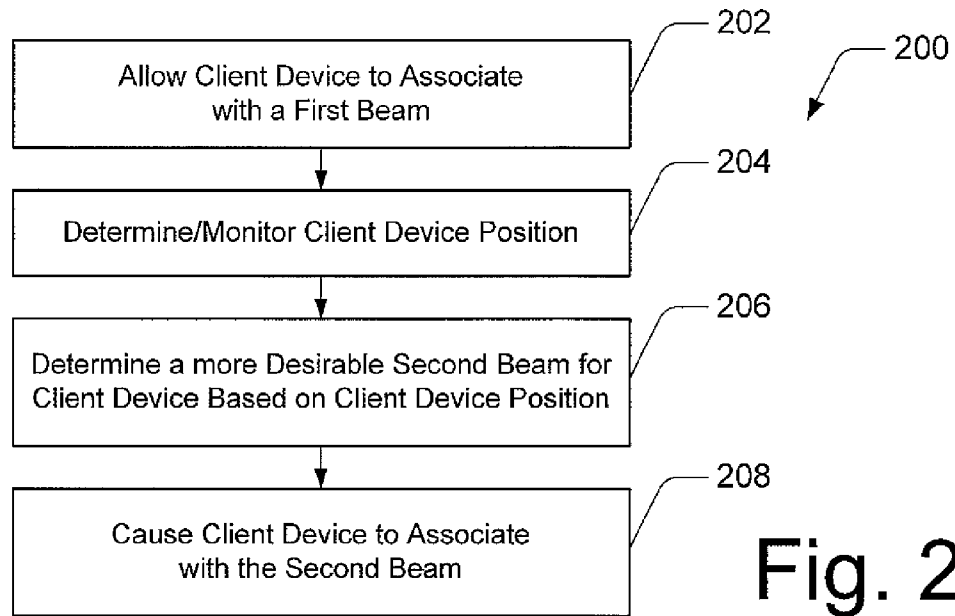 202
200
Allow Client Device to Associate
with a First Beam
204
Determine/Monitor Client Device Position
206
Determine a more Desirable Second Beam for
Client Device Based on Client Device Position
208
Cause Client Device to Associate
with the Second Beam
Fig. 2